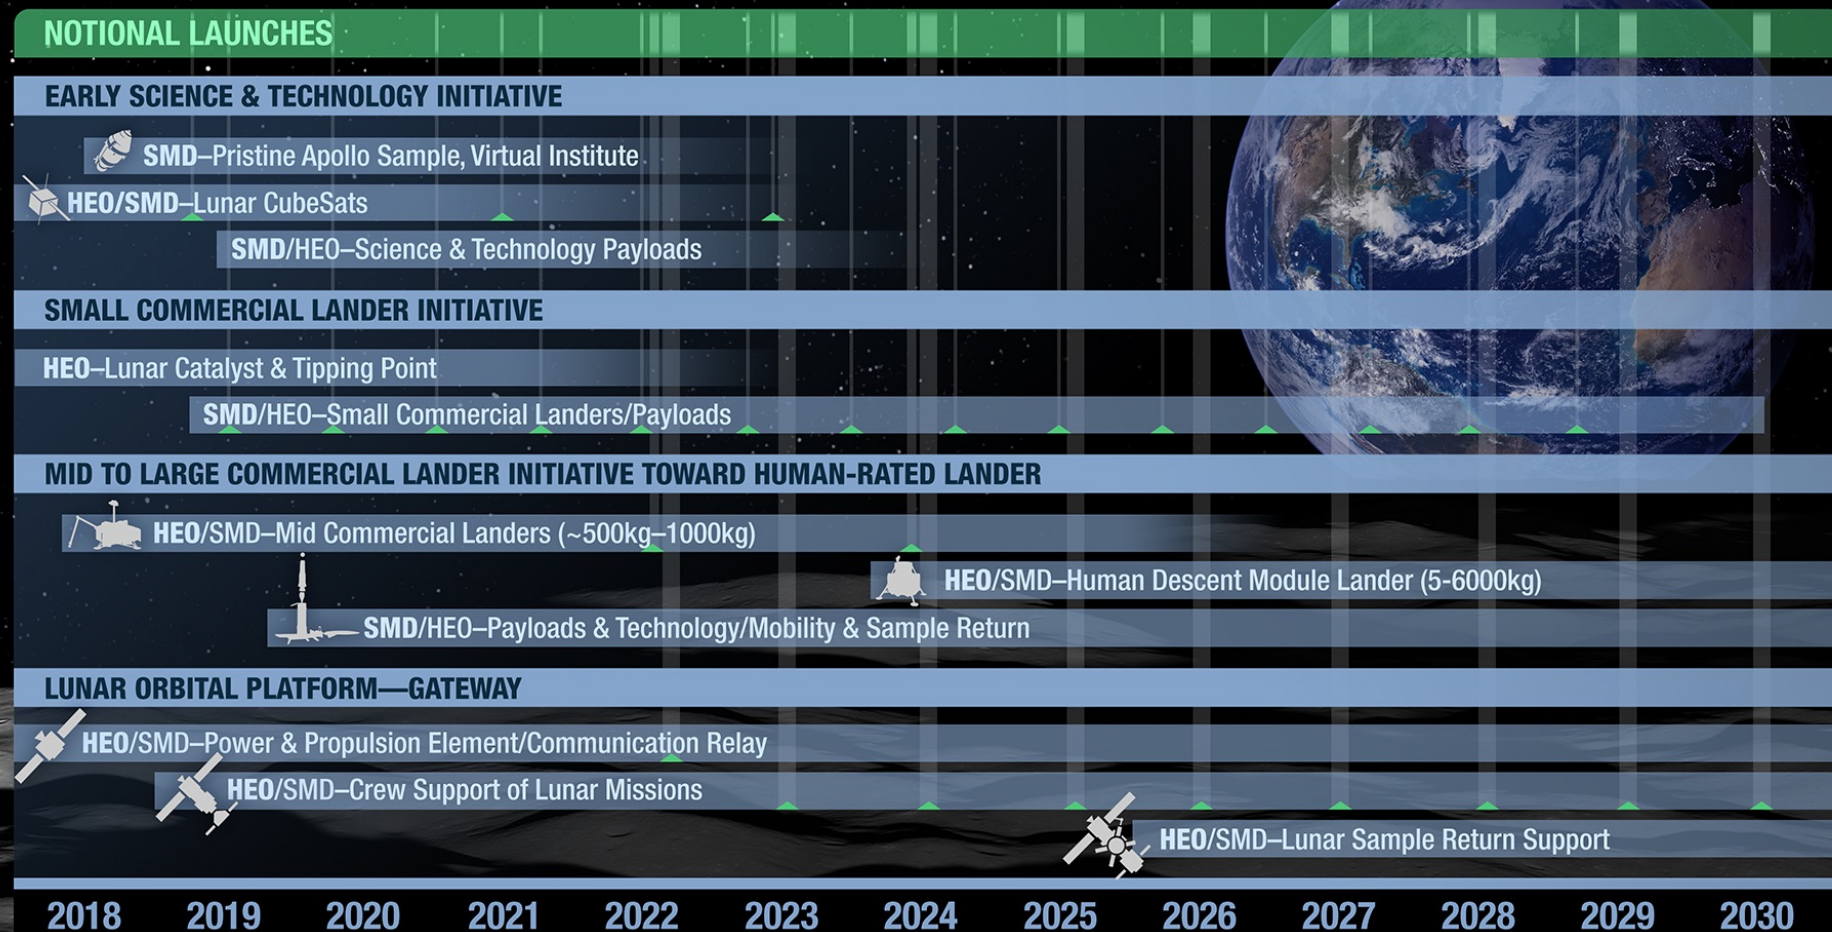 NOTIONAL LAUNCHES
EARLY SCIENCE & TECHNOLOGY INITIATIVE
SMD–Pristine Apollo Sample, Virtual Institute
HEO/SMD–Lunar CubeSats
SMD/HEO–Science & Technology Payloads
SMALL COMMERCIAL LANDER INITIATIVE
HEO–Lunar Catalyst & Tipping Point
SMD/HEO–Small Commercial Landers/Payloads
MID TO LARGE COMMERCIAL LANDER INITIATIVE TOWARD HUMAN-RATED LANDER
HEO/SMD–Mid Commercial Landers (~500kg–1000kg)
HEO/SMD–Human Descent Module Lander (5-6000kg)
SMD/HEO–Payloads & Technology/Mobility & Sample Return
LUNAR ORBITAL PLATFORM—GATEWAY
HEO/SMD–Power & Propulsion Element/Communication Relay
HEO/SMD–Crew Support of Lunar Missions
HEO/SMD–Lunar Sample Return Support
2018 2019 2020 2021 2022 2023 2024 2025 2026 2027 2028 2029 2030